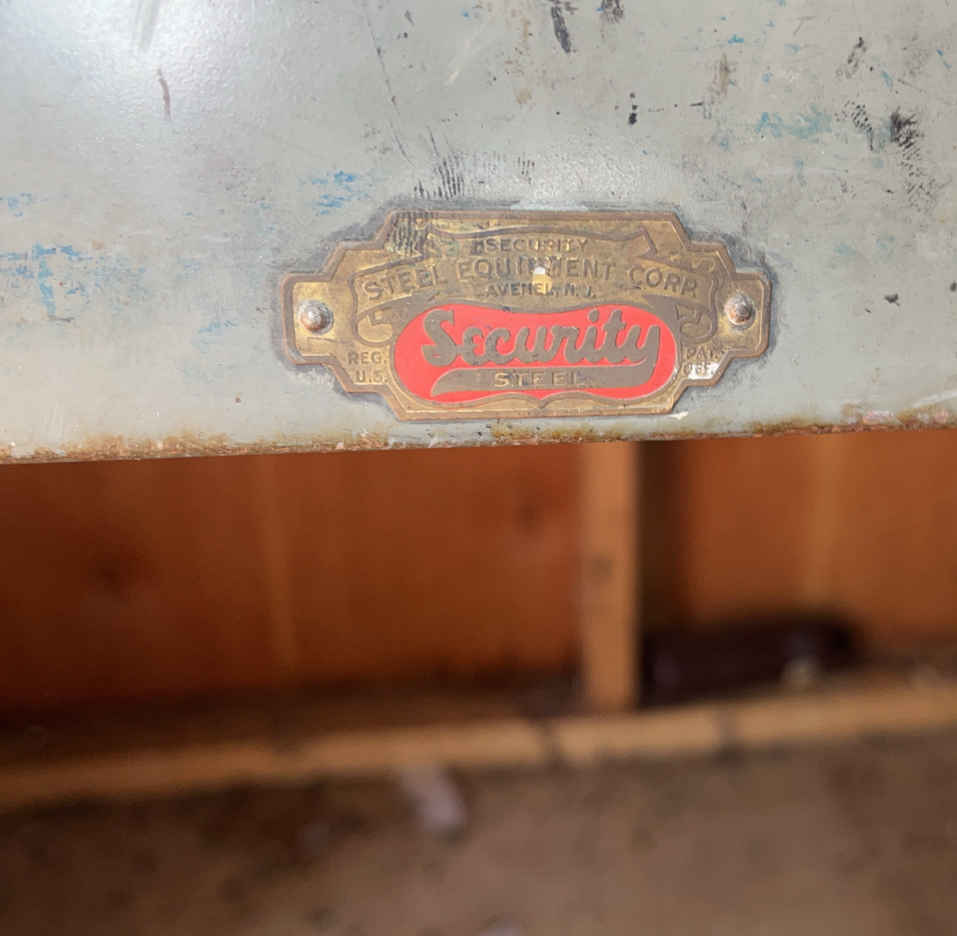 SECURITY
STEEL EQUIPMENT CORP.
AVENEL, N.J.
Security
STEEL
REG.
U.S.
PAT.
OFF.